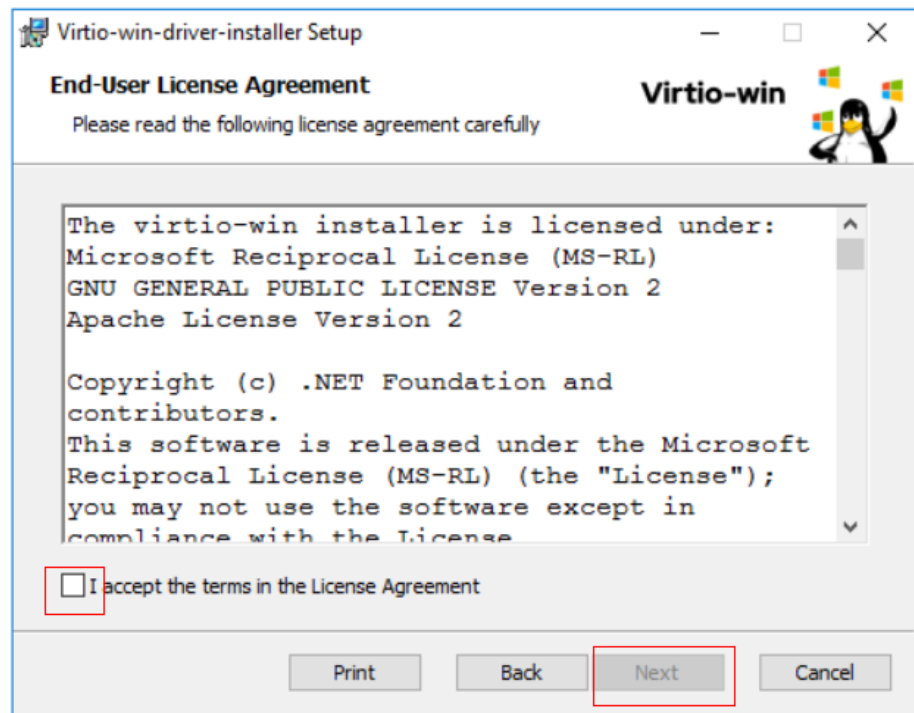 Virtio-win-driver-installer Setup
End-User License Agreement
Virtio-win
Please read the following license agreement carefully
The virtio-win installer is licensed under:
Microsoft Reciprocal License (MS-RL)
GNU GENERAL PUBLIC LICENSE Version 2
Apache License Version 2
Copyright (c) .NET Foundation and
contributors.
This software is released under the Microsoft
Reciprocal License (MS-RL) (the "License");
you may not use the software except in
compliance with the License
I accept the terms in the License Agreement
Print
Back
Next
Cancel